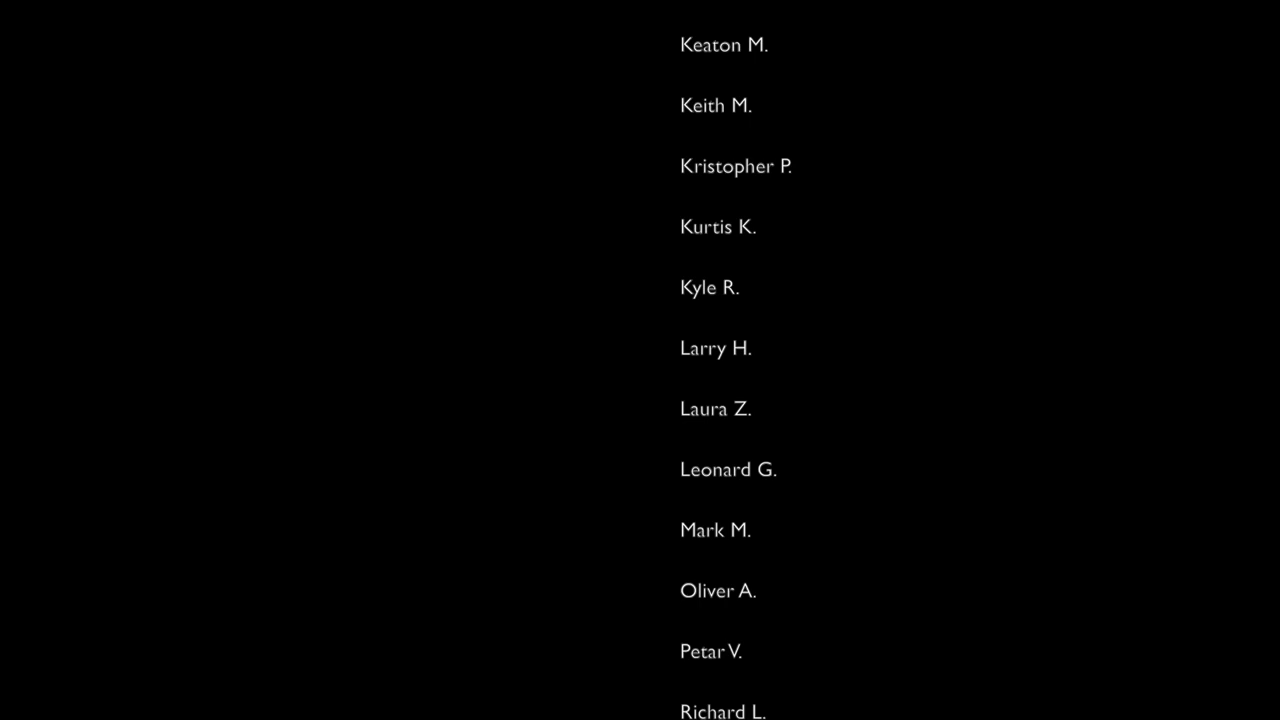 Keaton M.
Keith M.
Kristopher P.
Kurtis K.
Kyle R.
Larry H.
Laura Z.
Leonard G.
Mark M.
Oliver A.
Petar V.
Richard L.